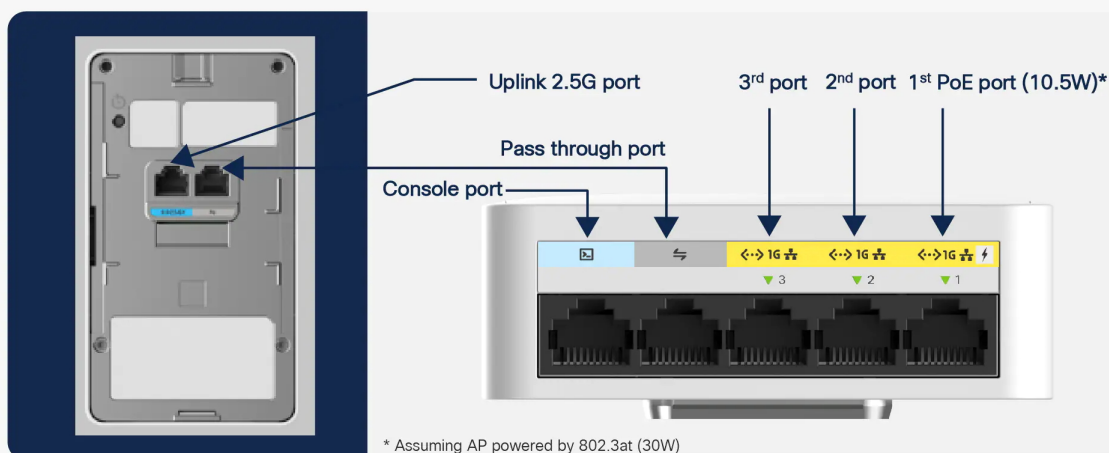 Uplink 2.5G port
3rd port
2nd port
1st PoE port (10.5W)*
Pass through port
Console port
1G
1G
1G
3
2
1
* Assuming AP powered by 802.3at (30W)